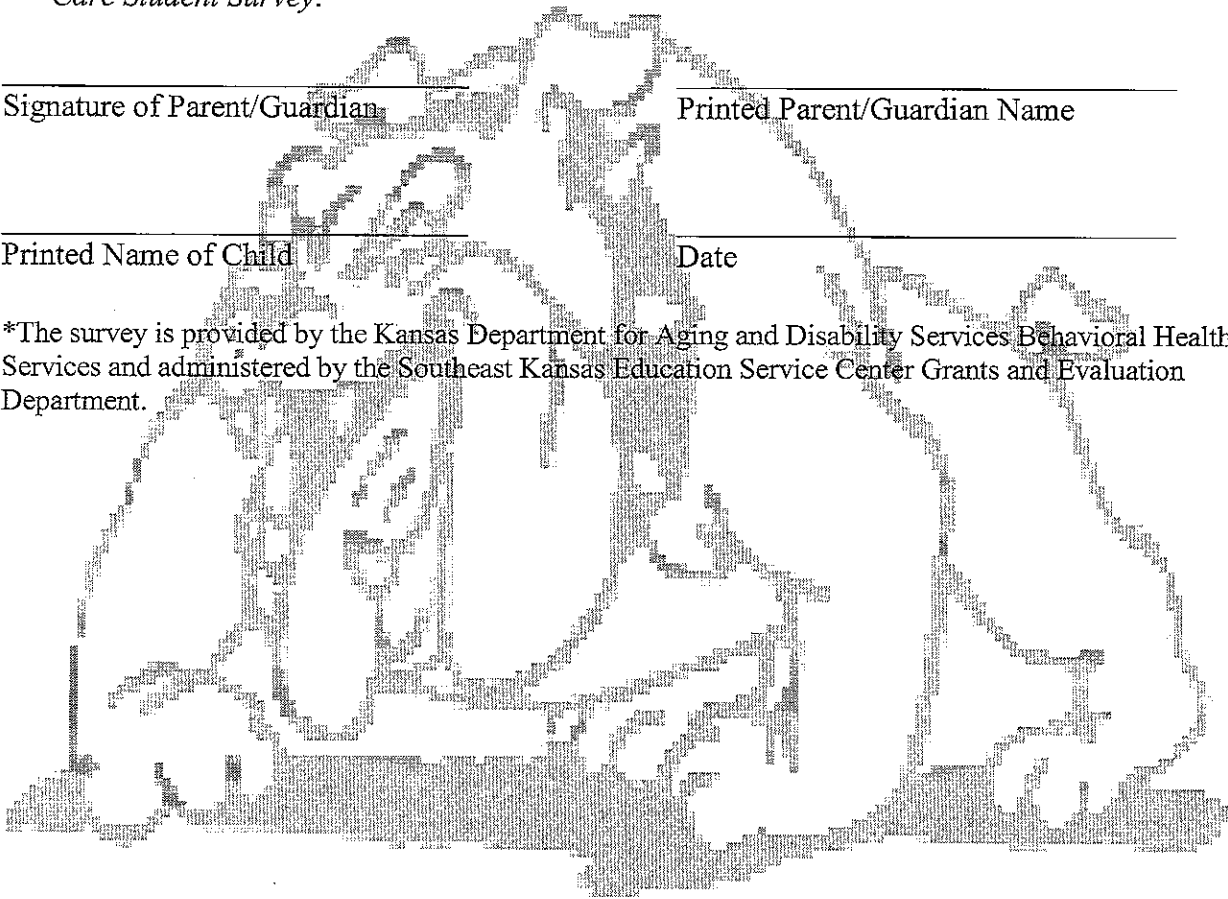 Care Student Survey.
Signature of Parent/Guardian
Printed Parent/Guardian Name
Printed Name of Child
Date
*The survey is provided by the Kansas Department for Aging and Disability Services Behavioral Health
Services and administered by the Southeast Kansas Education Service Center Grants and Evaluation
Department.